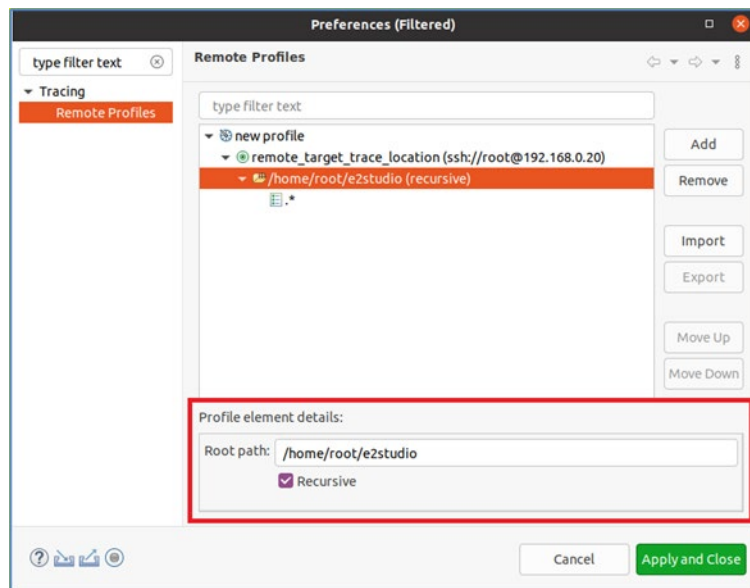 Preferences (Filtered)
type filter text
Tracing
Remote Profiles
Remote Profiles
type filter text
new profile
remote_target_trace_location (ssh://root@192.168.0.20)
/home/root/e2studio (recursive)
.*
Add
Remove
Import
Export
Move Up
Move Down
Profile element details:
Root path: /home/root/e2studio
Recursive
Cancel
Apply and Close